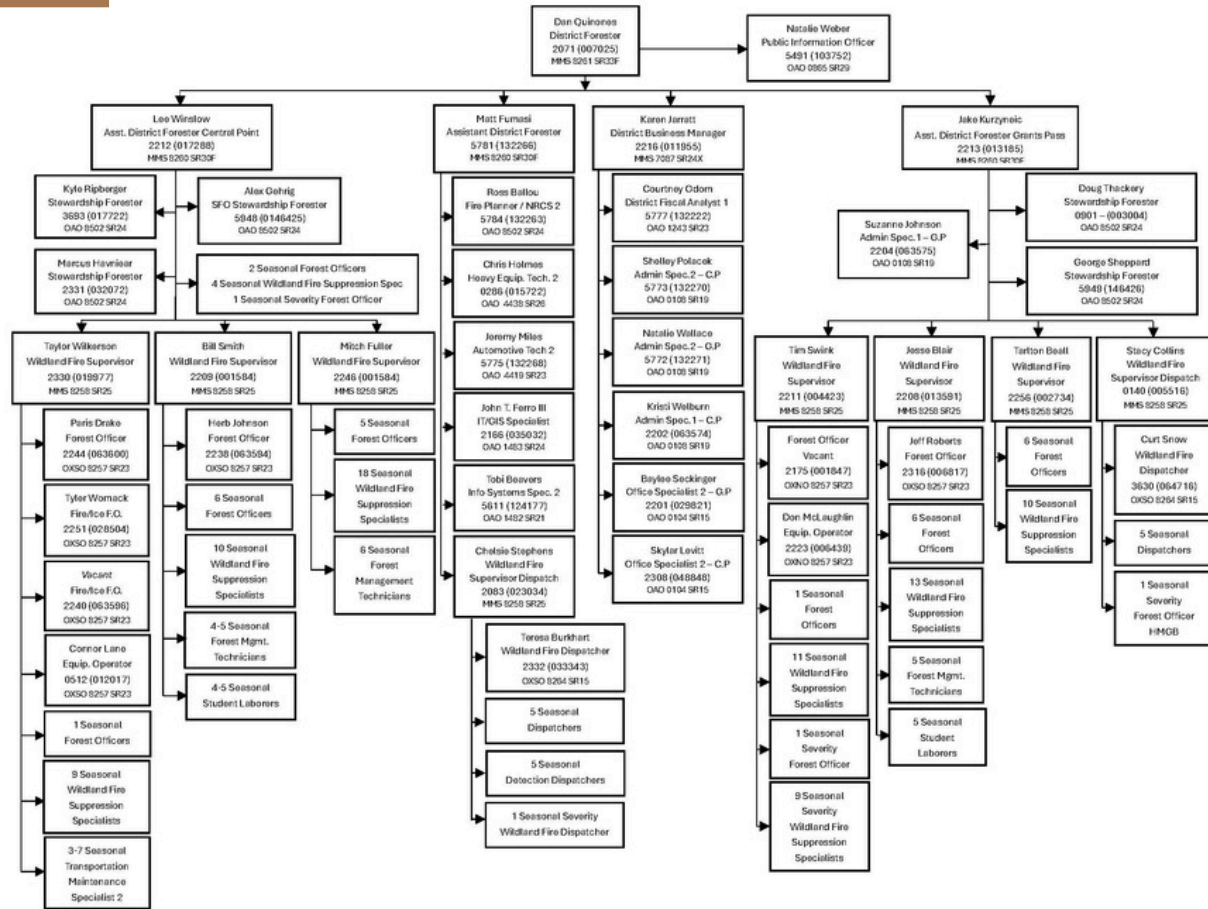 Dan Quinones
District Forester
2071 (007025)
MMS 8261 SR33F
Natalie Weber
Public Information Officer
5491 (103752)
OAO 0865 SR29
Lee Winslow
Asst. District Forester Central Point
2212 (017288)
MMS 8260 SR30F
Matt Fumasi
Assistant District Forester
5781 (132266)
MMS 8260 SR30F
Karen Jarratt
District Business Manager
2216 (011955)
MMS 7087 SR24X
Jake Kurzyneic
Asst. District Forester Grants Pass
2213 (013185)
MMS 8260 SR30F
Kyle Ripberger
Stewardship Forester
3693 (017722)
OAO 8502 SR24
Alex Gehrig
SFO Stewardship Forester
5948 (0146425)
OAO 8502 SR24
Marcus Havniear
Stewardship Forester
2331 (032072)
OAO 8502 SR24
2 Seasonal Forest Officers
4 Seasonal Wildland Fire Suppression Spec
1 Seasonal Severity Forest Officer
Taylor Wilkerson
Wildland Fire Supervisor
2330 (019977)
MMS 8258 SR25
Bill Smith
Wildland Fire Supervisor
2209 (001584)
MMS 8258 SR25
Mitch Fuller
Wildland Fire Supervisor
2246 (001584)
MMS 8258 SR25
Paris Drake
Forest Officer
2244 (063600)
OXSO 8257 SR23
Tyler Womack
Fire/Ice F.O.
2251 (028504)
OXSO 8257 SR23
Vacant
Fire/Ice F.O.
2240 (063596)
OXSO 8257 SR23
Connor Lane
Equip. Operator
0512 (012017)
OXSO 8257 SR23
1 Seasonal
Forest Officers
9 Seasonal
Wildland Fire
Suppression
Specialists
3-7 Seasonal
Transportation
Maintenance
Specialist 2
Herb Johnson
Forest Officer
2238 (063594)
OXSO 8257 SR23
6 Seasonal
Forest Officers
10 Seasonal
Wildland Fire
Suppression
Specialists
4-5 Seasonal
Forest Mgmt.
Technicians
4-5 Seasonal
Student Laborers
5 Seasonal
Forest Officers
18 Seasonal
Wildland Fire
Suppression
Specialists
6 Seasonal
Forest
Management
Technicians
Ross Ballou
Fire Planner / NRCS 2
5784 (132263)
OAO 8502 SR24
Chris Holmes
Heavy Equip. Tech. 2
0286 (015722)
OAO 4438 SR26
Jeremy Miles
Automotive Tech 2
5775 (132268)
OAO 4419 SR23
John T. Ferro III
IT/GIS Specialist
2166 (035032)
OAO 1483 SR24
Tobi Beavers
Info Systems Spec. 2
5611 (124177)
OAO 1482 SR21
Chelsie Stephens
Wildland Fire
Supervisor Dispatch
2083 (023034)
MMS 8258 SR25
Teresa Burkhart
Wildland Fire Dispatcher
2332 (033343)
OXSO 8264 SR15
5 Seasonal
Dispatchers
5 Seasonal
Detection Dispatchers
1 Seasonal Severity
Wildland Fire Dispatcher
Courtney Odom
District Fiscal Analyst 1
5777 (132222)
OAO 1243 SR23
Shelley Polacek
Admin Spec.2 – C.P
5773 (132270)
OAO 0108 SR19
Natalie Wallace
Admin Spec.2 – G.P
5772 (132271)
OAO 0108 SR19
Kristi Welburn
Admin Spec.1 – C.P
2202 (063574)
OAO 0108 SR19
Baylee Seckinger
Office Specialist 2 – G.P
2201 (029821)
OAO 0104 SR15
Skylar Levitt
Office Specialist 2 – C.P
2308 (048848)
OAO 0104 SR15
Suzanne Johnson
Admin Spec.1 – G.P
2204 (063575)
OAO 0108 SR19
Doug Thackery
Stewardship Forester
0901 – (003004)
OAO 8502 SR24
George Sheppard
Stewardship Forester
5949 (146426)
OAO 8502 SR24
Tim Swink
Wildland Fire
Supervisor
2211 (004423)
MMS 8258 SR25
Jesse Blair
Wildland Fire
Supervisor
2208 (013591)
MMS 8258 SR25
Tarlton Beall
Wildland Fire
Supervisor
2256 (002734)
MMS 8258 SR25
Stacy Collins
Wildland Fire
Supervisor Dispatch
0140 (005516)
MMS 8258 SR25
Forest Officer
Vacant
2175 (001847)
OXNO 8257 SR23
Don McLaughlin
Equip. Operator
2223 (006439)
OXNO 8257 SR23
1 Seasonal
Forest
Officers
11 Seasonal
Wildland Fire
Suppression
Specialists
1 Seasonal
Severity
Forest Officer
9 Seasonal
Severity
Wildland Fire
Suppression
Specialists
Jeff Roberts
Forest Officer
2316 (006817)
OXSO 8257 SR23
6 Seasonal
Forest
Officers
13 Seasonal
Wildland Fire
Suppression
Specialists
5 Seasonal
Forest Mgmt.
Technicians
5 Seasonal
Student
Laborers
6 Seasonal
Forest
Officers
10 Seasonal
Wildland Fire
Suppression
Specialists
Curt Snow
Wildland Fire
Dispatcher
3630 (064716)
OXSO 8264 SR15
5 Seasonal
Dispatchers
1 Seasonal
Severity
Forest Officer
HMGB